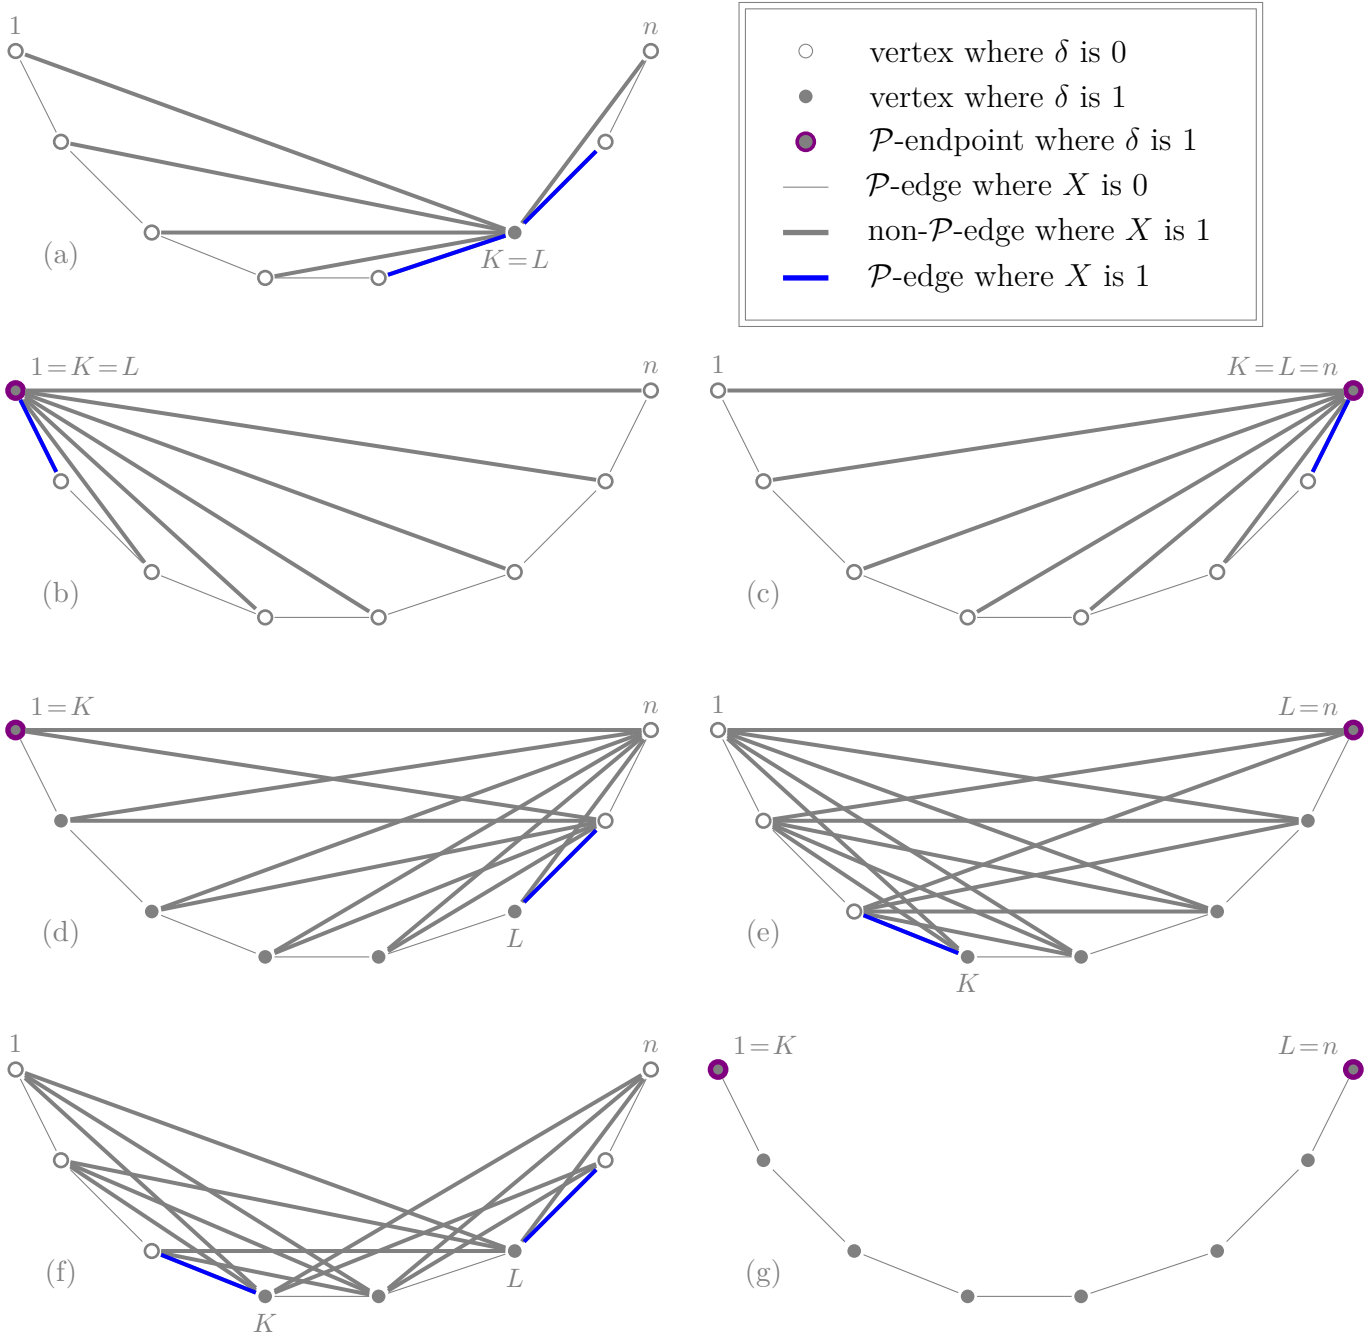 1
n
K = L
(a)
vertex where δ is 0
vertex where δ is 1
𝒫-endpoint where δ is 1
𝒫-edge where X is 0
non-𝒫-edge where X is 1
𝒫-edge where X is 1
1 = K = L
n
(b)
1
K = L = n
(c)
1 = K
n
L
(d)
1
L = n
K
(e)
1
n
L
K
(f)
1 = K
L = n
(g)